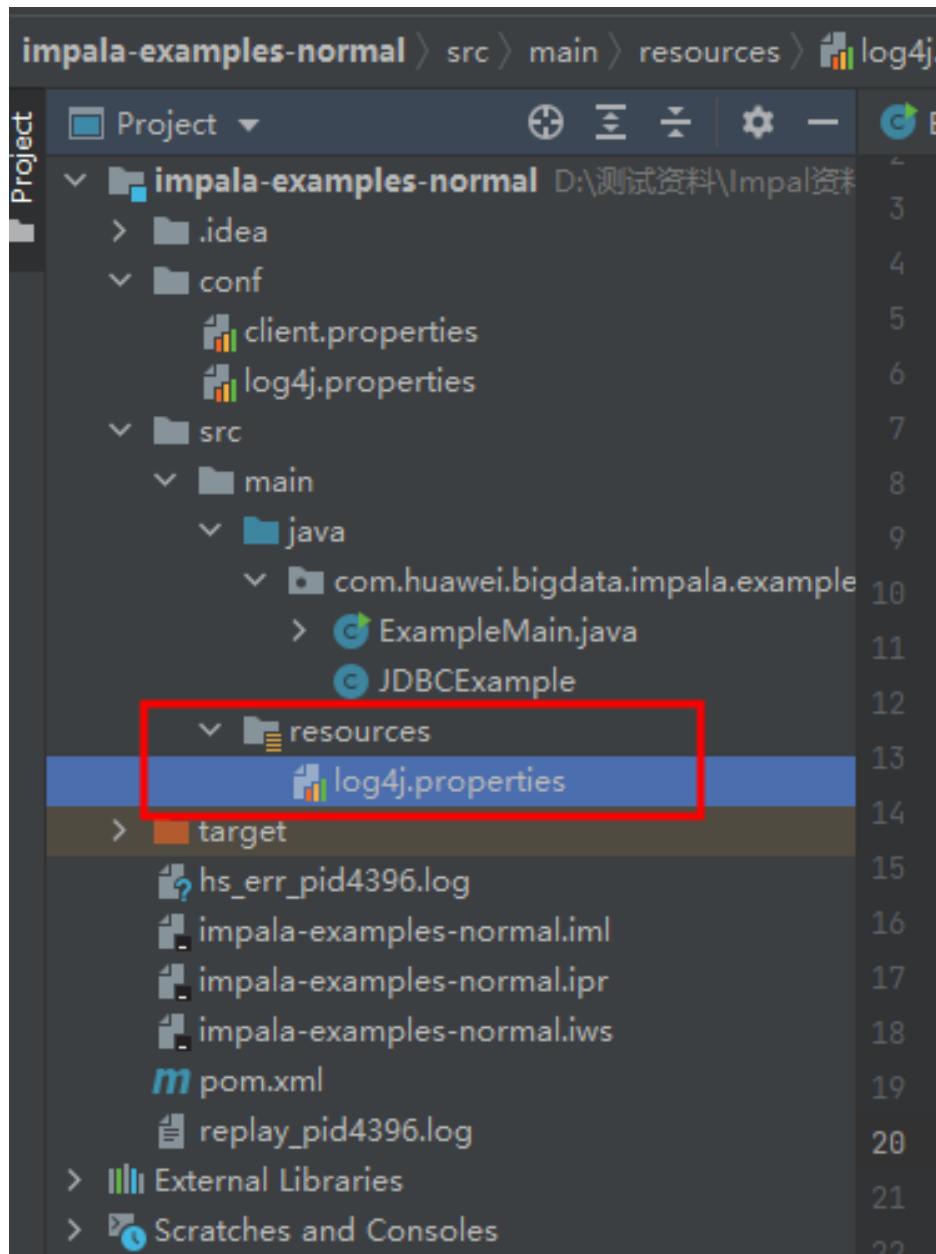 impala-examples-normal 〉 src 〉 main 〉 resources 〉 log4j.
Project
Project
impala-examples-normal D:\测试资料\Impal资料
.idea
conf
client.properties
log4j.properties
src
main
java
com.huawei.bigdata.impala.example
ExampleMain.java
JDBCExample
resources
log4j.properties
target
hs_err_pid4396.log
impala-examples-normal.iml
impala-examples-normal.ipr
impala-examples-normal.iws
pom.xml
replay_pid4396.log
External Libraries
Scratches and Consoles
3
4
5
6
7
8
9
10
11
12
13
14
15
16
17
18
19
20
21